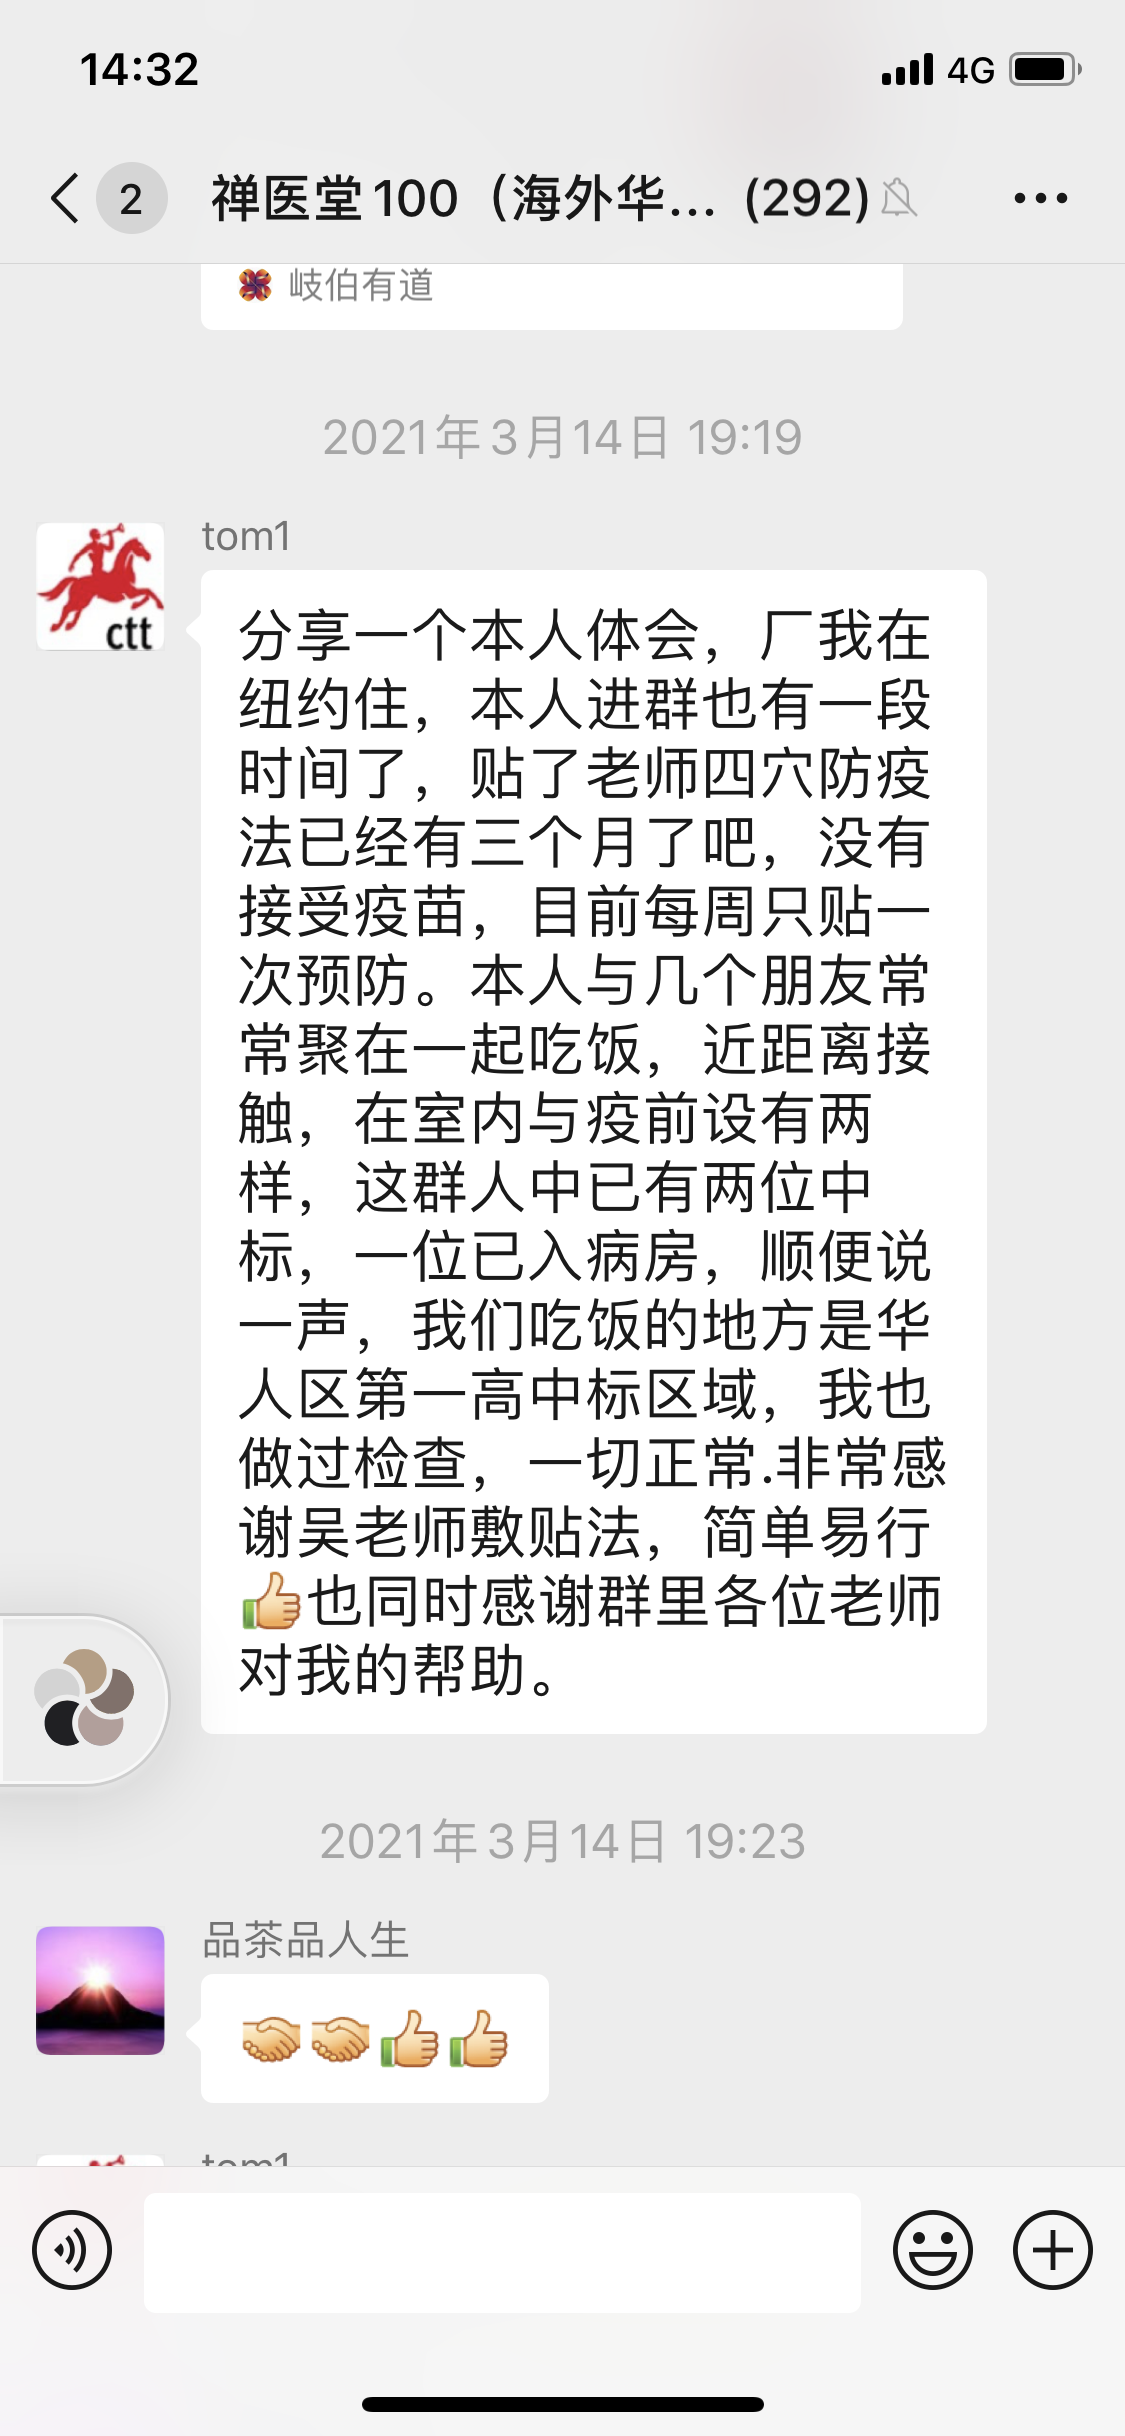 14:32
4G
2
禅医堂100（海外华... (292)
岐伯有道
2021年3月14日 19:19
tom1
ctt
分享一个本人体会，厂我在
纽约住，本人进群也有一段
时间了，贴了老师四穴防疫
法已经有三个月了吧，没有
接受疫苗，目前每周只贴一
次预防。本人与几个朋友常
常聚在一起吃饭，近距离接
触，在室内与疫前设有两
样，这群人中已有两位中
标，一位已入病房，顺便说
一声，我们吃饭的地方是华
人区第一高中标区域，我也
做过检查，一切正常.非常感
谢吴老师敷贴法，简单易行
👍也同时感谢群里各位老师
对我的帮助。
2021年3月14日 19:23
品茶品人生
🤝🤝👍👍
tom1